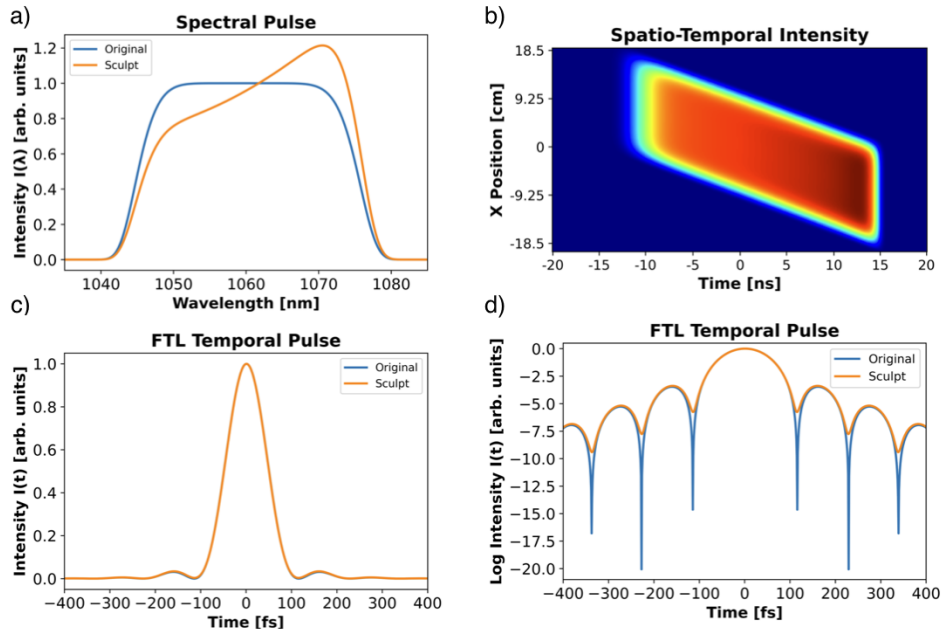 a)
Spectral Pulse
Intensity I(λ) [arb. units]
1.2
1.0
0.8
0.6
0.4
0.2
0.0
Original
Sculpt
1040
1050
1060
1070
1080
Wavelength [nm]
b)
Spatio-Temporal Intensity
X Position [cm]
18.5
9.25
0
-9.25
-18.5
-20
-15
-10
-5
0
5
10
15
20
Time [ns]
c)
FTL Temporal Pulse
Intensity I(t) [arb. units]
1.0
0.8
0.6
0.4
0.2
0.0
Original
Sculpt
−400
−300
−200
−100
0
100
200
300
400
Time [fs]
d)
FTL Temporal Pulse
Log Intensity I(t) [arb. units]
0.0
−2.5
−5.0
−7.5
−10.0
−12.5
−15.0
−17.5
−20.0
Original
Sculpt
−400
−300
−200
−100
0
100
200
300
400
Time [fs]